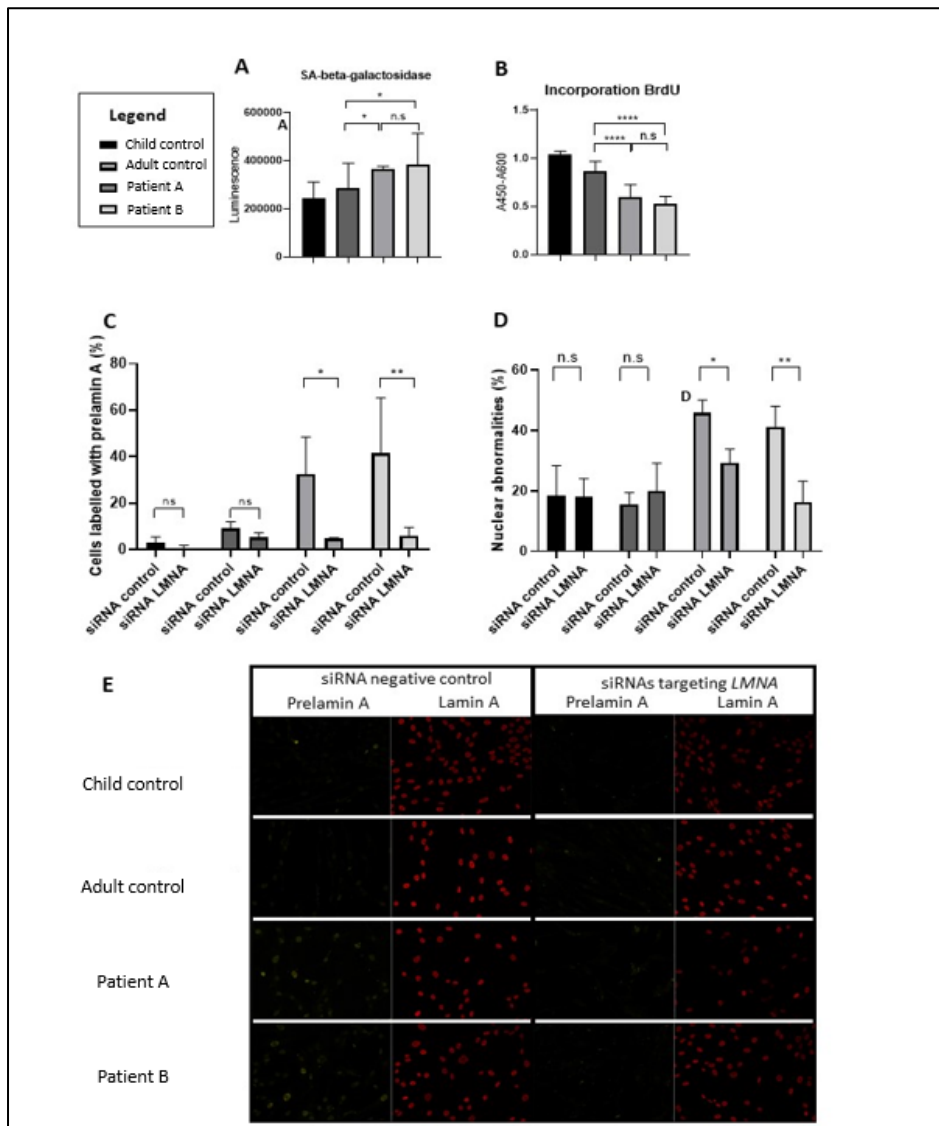 A
SA-beta-galactosidase
Legend
Child control
Adult control
Patient A
Patient B
600000
400000
200000
0
A
Luminescence
*
*
n.s
B
Incorporation BrdU
1.5
1.0
0.5
0.0
A450-A600
****
****
n.s
C
Cells labelled with prelamin A (%)
80
60
40
20
0
ns
ns
*
**
siRNA control
siRNA LMNA
siRNA control
siRNA LMNA
siRNA control
siRNA LMNA
siRNA control
siRNA LMNA
D
Nuclear abnormalities (%)
60
40
20
0
n.s
n.s
*
**
D
siRNA control
siRNA LMNA
siRNA control
siRNA LMNA
siRNA control
siRNA LMNA
siRNA control
siRNA LMNA
E
siRNA negative control
siRNAs targeting LMNA
Prelamin A
Lamin A
Prelamin A
Lamin A
Child control
Adult control
Patient A
Patient B